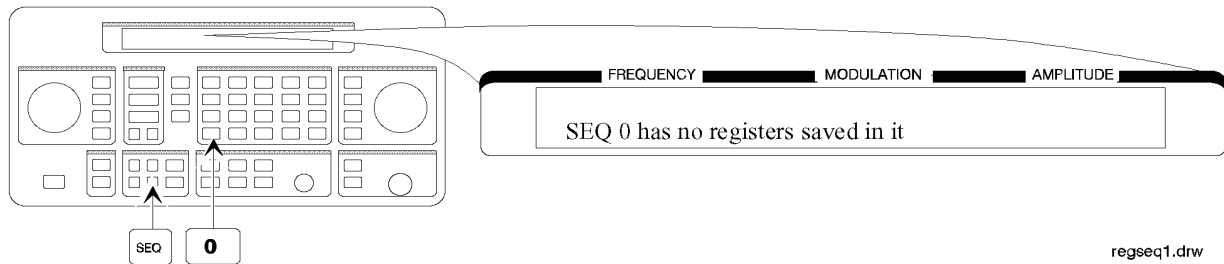 FREQUENCY MODULATION AMPLITUDE
SEQ 0 has no registers saved in it
SEQ 0
regseq1.drw